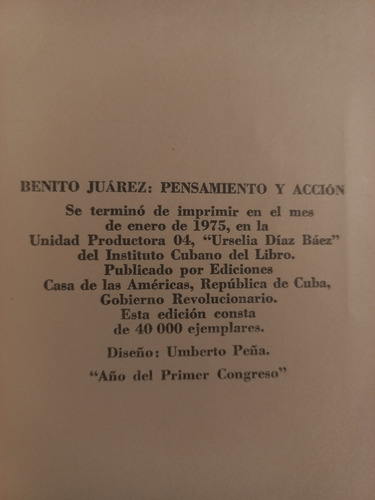 BENITO JUÁREZ: PENSAMIENTO Y ACCIÓN
Se terminó de imprimir en el mes
de enero de 1975, en la
Unidad Productora 04, "Urselia Díaz Báez"
del Instituto Cubano del Libro.
Publicado por Ediciones
Casa de las Américas, República de Cuba,
Gobierno Revolucionario.
Esta edición consta
de 40 000 ejemplares.
Diseño: Umberto Peña.
"Año del Primer Congreso"